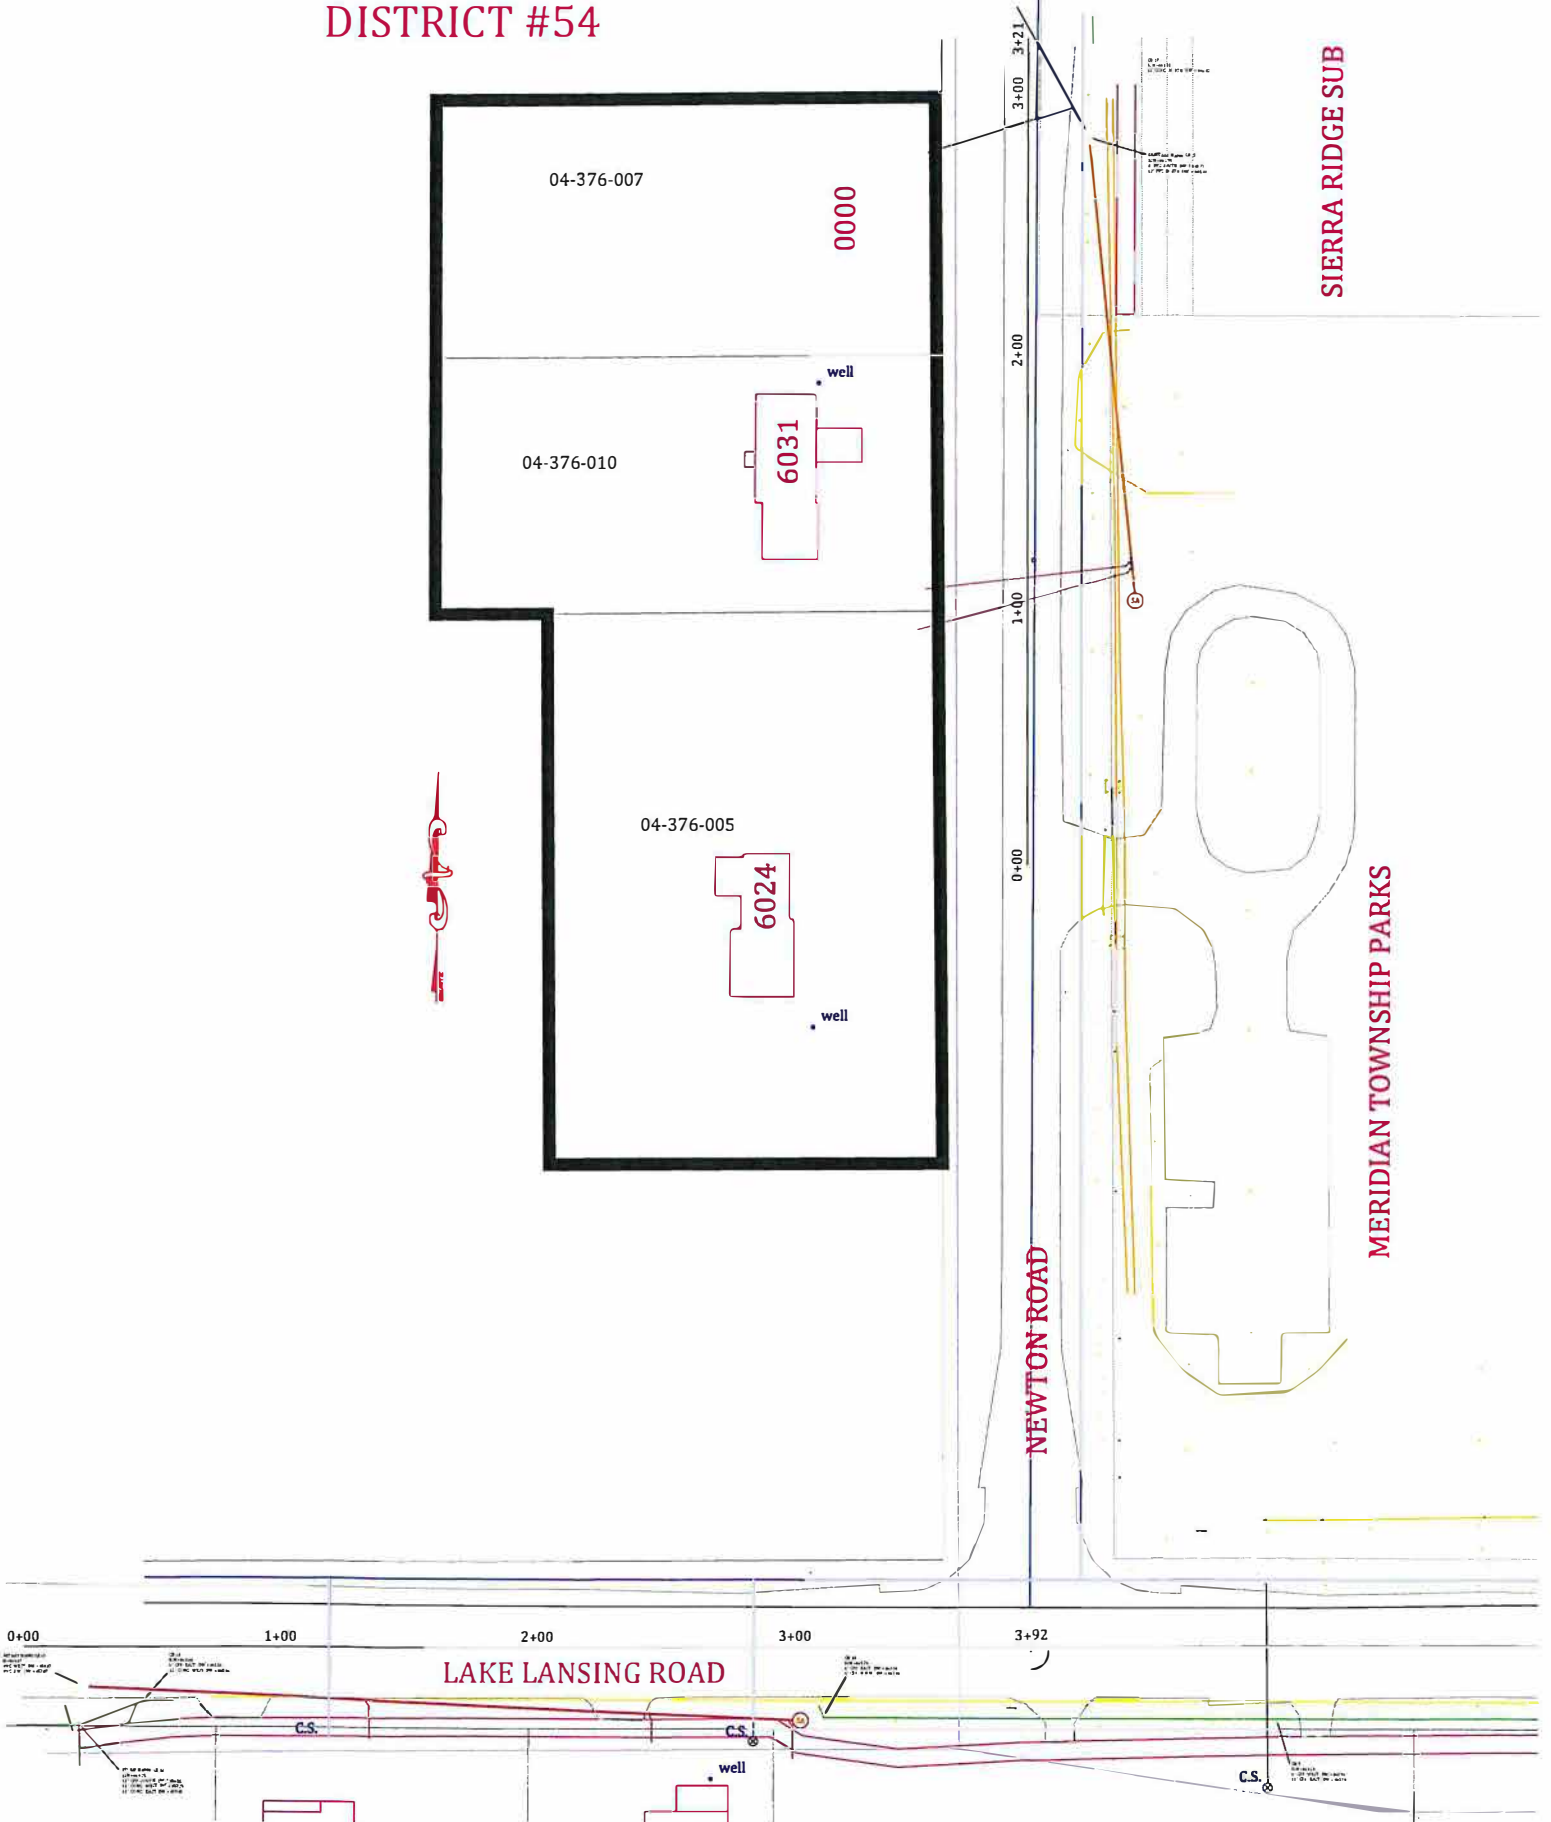 DISTRICT #54
3+21
3+00
SIERRA RIDGE SUB
04-376-007
0000
2+00
well
6031
04-376-010
1+00
SA
04-376-005
6024
0+00
well
MERIDIAN TOWNSHIP PARKS
NEWTON ROAD
0+00
1+00
2+00
3+00
3+92
LAKE LANSING ROAD
C.S.
C.S.
SA
well
C.S.